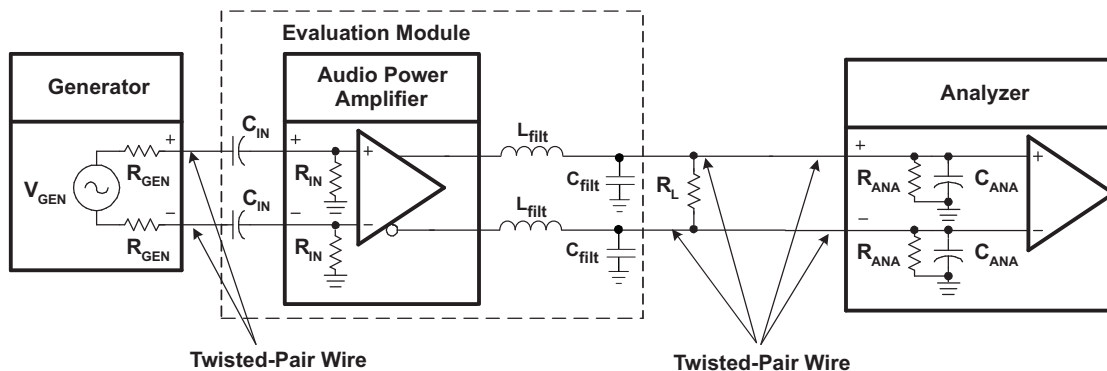 Evaluation Module
Generator
Audio Power
Amplifier
Analyzer
C_IN
L_filt
+
+
+
+
+
R_GEN
R_IN
C_filt
R_L
R_ANA
C_ANA
V_GEN
−
C_IN
−
−
L_filt
−
−
R_GEN
R_IN
C_filt
R_ANA
C_ANA
Twisted-Pair Wire
Twisted-Pair Wire